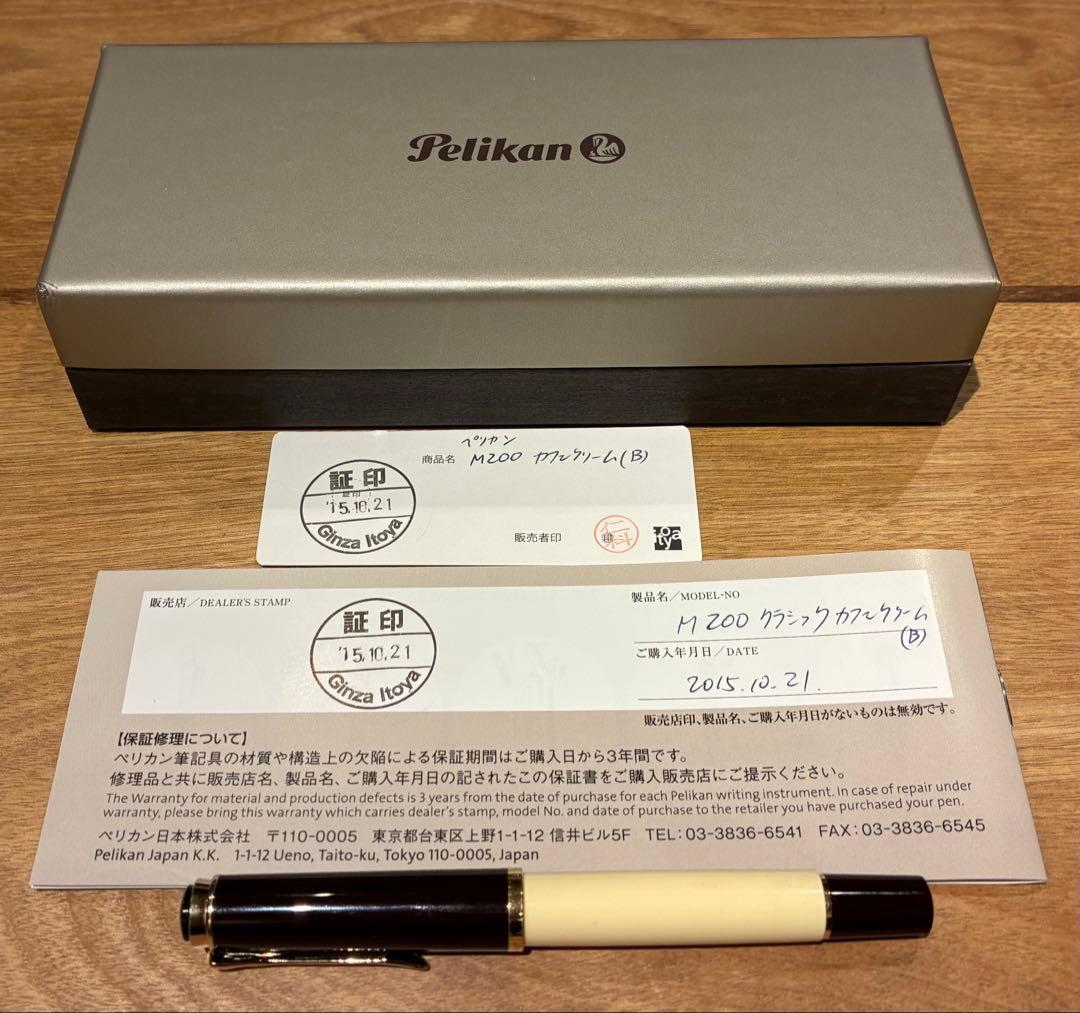 Pelikan
ペリカン
商品名 M200 カフェクリーム(B)
証印
証印
'15.10.21
Ginza Itoya
販売者印 印 仁科
ito
ya
販売店/DEALER'S STAMP
証印
'15.10.21
Ginza Itoya
製品名/MODEL-NO
M200 クラシック カフェクリーム
(B)
ご購入年月日/DATE
2015.10.21.
販売店印、製品名、ご購入年月日がないものは無効です。
【保証修理について】
ペリカン筆記具の材質や構造上の欠陥による保証期間はご購入日から3年間です。
修理品と共に販売店名、製品名、ご購入年月日の記されたこの保証書をご購入販売店にご提示ください。
The Warranty for material and production defects is 3 years from the date of purchase for each Pelikan writing instrument. In case of repair under
warranty, please bring this warranty which carries dealer's stamp, model No. and date of purchase to the retailer you have purchased your pen.
ペリカン日本株式会社 〒110-0005 東京都台東区上野1-1-12 信井ビル5F TEL:03-3836-6541 FAX:03-3836-6545
Pelikan Japan K.K. 1-1-12 Ueno, Taito-ku, Tokyo 110-0005, Japan